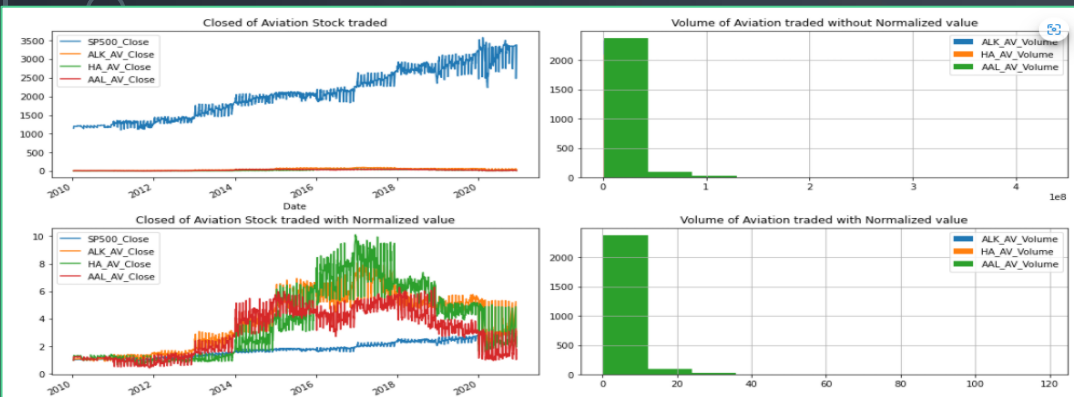 Closed of Aviation Stock traded
3500
3000
2500
2000
1500
1000
500
0
SP500_Close
ALK_AV_Close
HA_AV_Close
AAL_AV_Close
2010
2012
2014
2016
2018
2020
Date
Volume of Aviation traded without Normalized value
2000
1500
1000
500
0
ALK_AV_Volume
HA_AV_Volume
AAL_AV_Volume
0
1
2
3
4
1e8
Closed of Aviation Stock traded with Normalized value
10
8
6
4
2
0
SP500_Close
ALK_AV_Close
HA_AV_Close
AAL_AV_Close
2010
2012
2014
2016
2018
2020
Volume of Aviation traded with Normalized value
2000
1500
1000
500
0
ALK_AV_Volume
HA_AV_Volume
AAL_AV_Volume
0
20
40
60
80
100
120